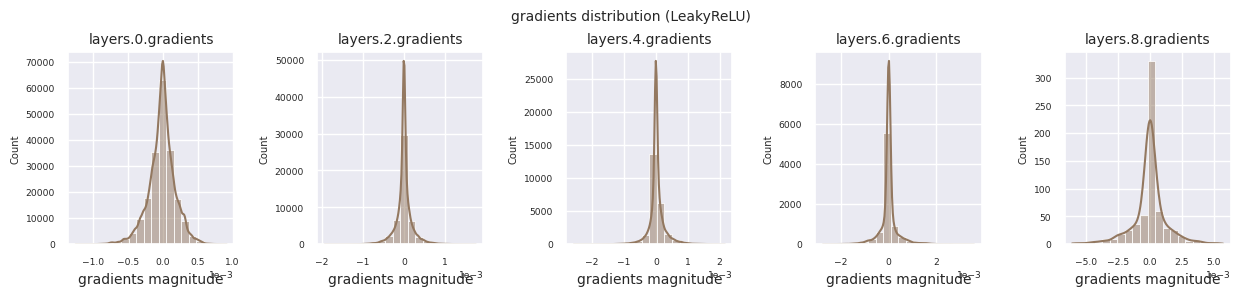 gradients distribution (LeakyReLU)
layers.0.gradients
Count
70000
60000
50000
40000
30000
20000
10000
0
−1.0 −0.5 0.0 0.5 1.0
1e−3
gradients magnitude
layers.2.gradients
Count
50000
40000
30000
20000
10000
0
−2 −1 0 1
1e−3
gradients magnitude
layers.4.gradients
Count
25000
20000
15000
10000
5000
0
−2 −1 0 1 2
1e−3
gradients magnitude
layers.6.gradients
Count
8000
6000
4000
2000
0
−2 0 2
1e−3
gradients magnitude
layers.8.gradients
Count
300
250
200
150
100
50
0
−5.0 −2.5 0.0 2.5 5.0
1e−3
gradients magnitude